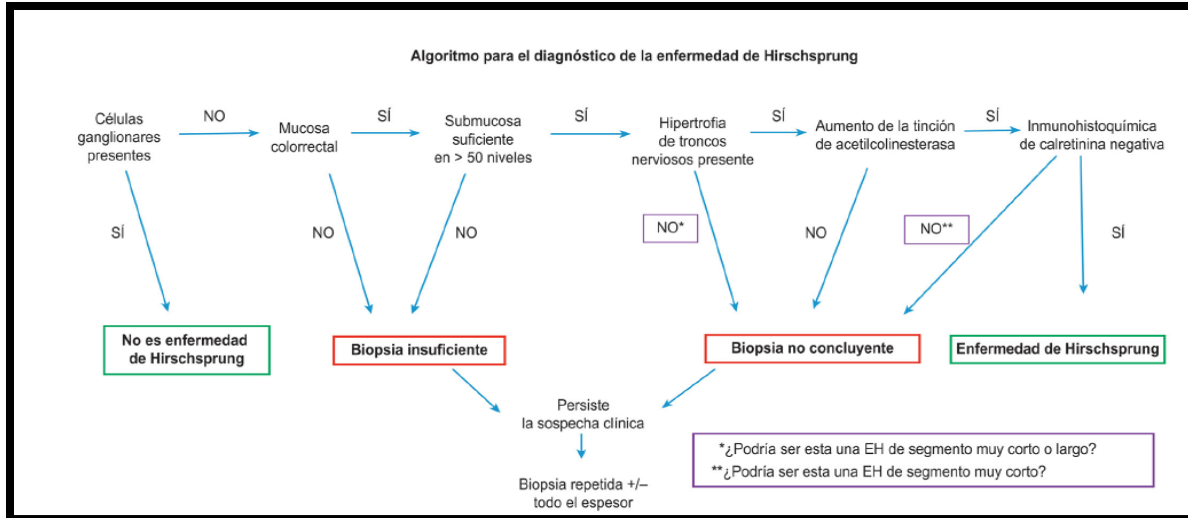 Algoritmo para el diagnóstico de la enfermedad de Hirschsprung
Células
ganglionares
presentes
NO
Mucosa
colorrectal
SÍ
Submucosa
suficiente
en > 50 niveles
SÍ
Hipertrofia
de troncos
nerviosos presente
SÍ
Aumento de la tinción
de acetilcolinesterasa
SÍ
Inmunohistoquímica
de calretinina negativa
SÍ
NO
NO
NO*
NO
NO**
SÍ
No es enfermedad
de Hirschsprung
Biopsia insuficiente
Biopsia no concluyente
Enfermedad de Hirschsprung
Persiste
la sospecha clínica
Biopsia repetida +/–
todo el espesor
*¿Podría ser esta una EH de segmento muy corto o largo?
**¿Podría ser esta una EH de segmento muy corto?